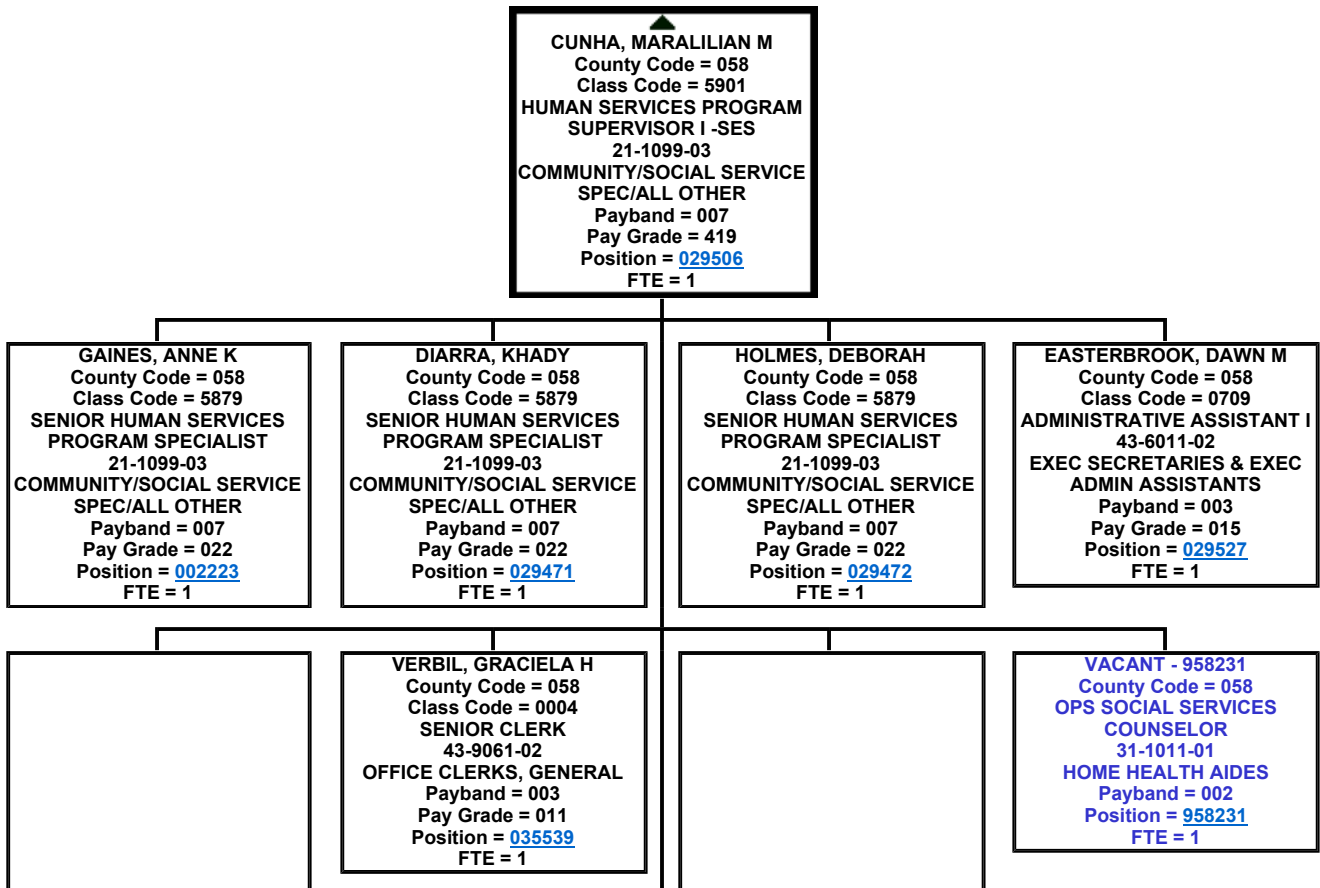 CUNHA, MARALILIAN M
County Code = 058
Class Code = 5901
HUMAN SERVICES PROGRAM
SUPERVISOR I -SES
21-1099-03
COMMUNITY/SOCIAL SERVICE
SPEC/ALL OTHER
Payband = 007
Pay Grade = 419
Position = 029506
FTE = 1
GAINES, ANNE K
County Code = 058
Class Code = 5879
SENIOR HUMAN SERVICES
PROGRAM SPECIALIST
21-1099-03
COMMUNITY/SOCIAL SERVICE
SPEC/ALL OTHER
Payband = 007
Pay Grade = 022
Position = 002223
FTE = 1
DIARRA, KHADY
County Code = 058
Class Code = 5879
SENIOR HUMAN SERVICES
PROGRAM SPECIALIST
21-1099-03
COMMUNITY/SOCIAL SERVICE
SPEC/ALL OTHER
Payband = 007
Pay Grade = 022
Position = 029471
FTE = 1
HOLMES, DEBORAH
County Code = 058
Class Code = 5879
SENIOR HUMAN SERVICES
PROGRAM SPECIALIST
21-1099-03
COMMUNITY/SOCIAL SERVICE
SPEC/ALL OTHER
Payband = 007
Pay Grade = 022
Position = 029472
FTE = 1
EASTERBROOK, DAWN M
County Code = 058
Class Code = 0709
ADMINISTRATIVE ASSISTANT I
43-6011-02
EXEC SECRETARIES & EXEC
ADMIN ASSISTANTS
Payband = 003
Pay Grade = 015
Position = 029527
FTE = 1
VERBIL, GRACIELA H
County Code = 058
Class Code = 0004
SENIOR CLERK
43-9061-02
OFFICE CLERKS, GENERAL
Payband = 003
Pay Grade = 011
Position = 035539
FTE = 1
VACANT - 958231
County Code = 058
OPS SOCIAL SERVICES
COUNSELOR
31-1011-01
HOME HEALTH AIDES
Payband = 002
Position = 958231
FTE = 1